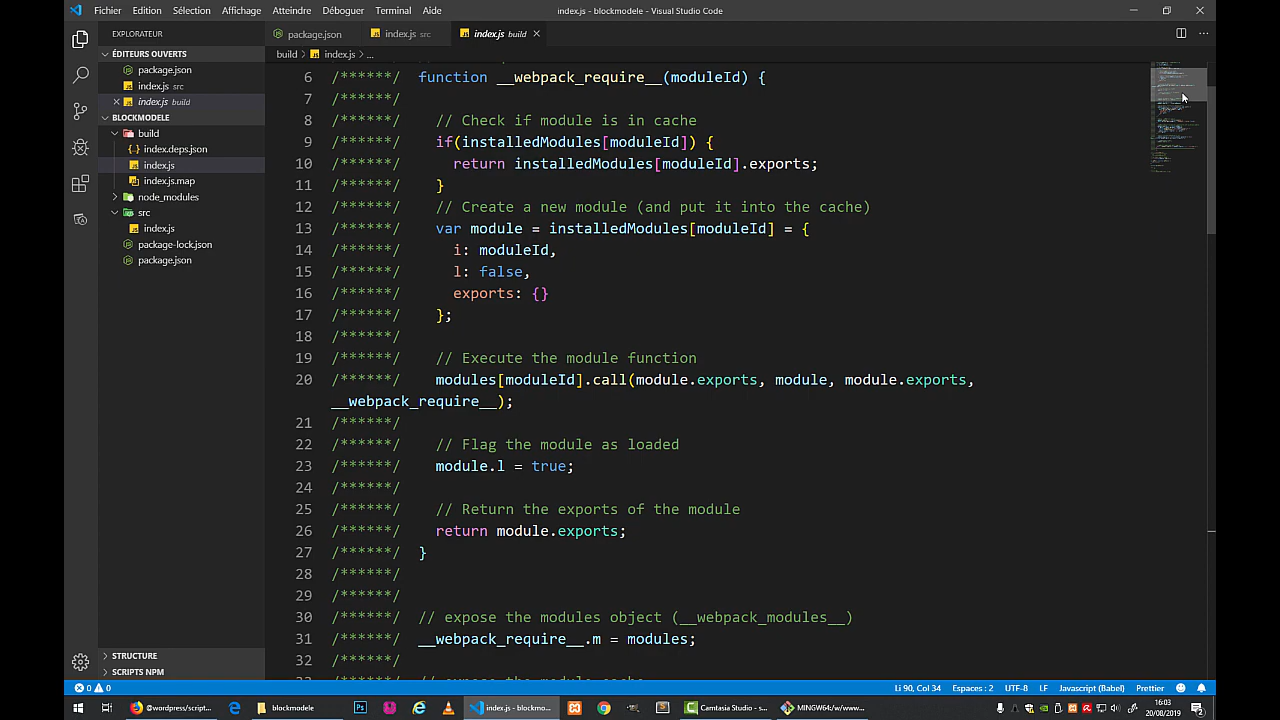 Fichier Edition Sélection Affichage Atteindre Déboguer Terminal Aide index.js - blockmodele - Visual Studio Code
EXPLORATEUR
ÉDITEURS OUVERTS
package.json
index.js src
index.js build
BLOCKMODELE
build
index.deps.json
index.js
index.js.map
node_modules
src
index.js
package-lock.json
package.json
STRUCTURE
SCRIPTS NPM
package.json index.js src index.js build
build > index.js > ...
6 /******/ function __webpack_require__(moduleId) {
7 /******/
8 /******/ // Check if module is in cache
9 /******/ if(installedModules[moduleId]) {
10 /******/ return installedModules[moduleId].exports;
11 /******/ }
12 /******/ // Create a new module (and put it into the cache)
13 /******/ var module = installedModules[moduleId] = {
14 /******/ i: moduleId,
15 /******/ l: false,
16 /******/ exports: {}
17 /******/ };
18 /******/
19 /******/ // Execute the module function
20 /******/ modules[moduleId].call(module.exports, module, module.exports,
__webpack_require__);
21 /******/
22 /******/ // Flag the module as loaded
23 /******/ module.l = true;
24 /******/
25 /******/ // Return the exports of the module
26 /******/ return module.exports;
27 /******/ }
28 /******/
29 /******/
30 /******/ // expose the modules object (__webpack_modules__)
31 /******/ __webpack_require__.m = modules;
32 /******/
0 0 Li 90, Col 34 Espaces : 2 UTF-8 LF Javascript (Babel) Prettier
@wordpress/script... blockmodele index.js - blockmo... Camtasia Studio - s... MINGW64:/w/www...
16:03
20/08/2019